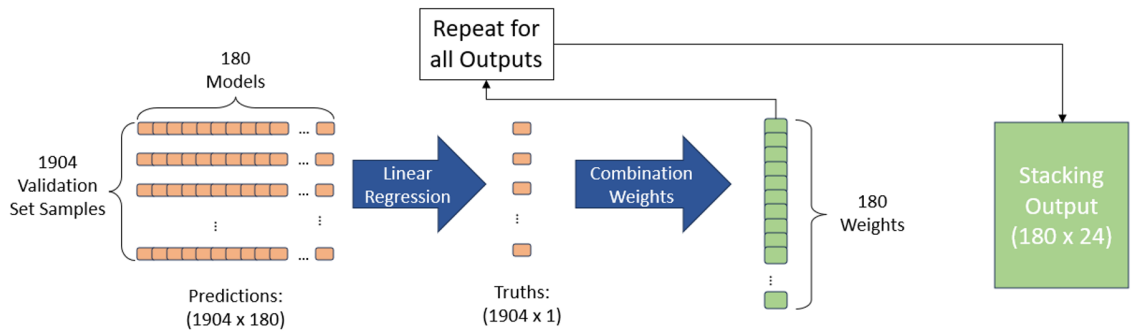 180
Models
1904
Validation
Set Samples
...
...
...
...
...
...
Predictions:
(1904 x 180)
Linear
Regression
...
Truths:
(1904 x 1)
Repeat for
all Outputs
Combination
Weights
...
180
Weights
Stacking
Output
(180 x 24)